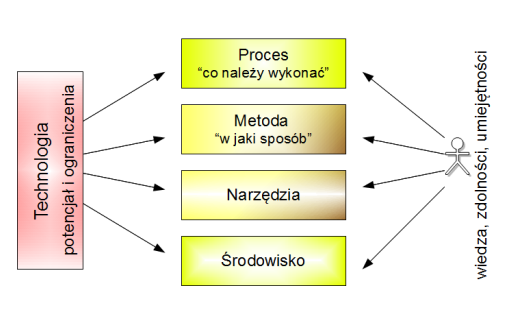 Technologia
potencjał i ograniczenia
Proces
“co należy wykonać”
Metoda
“w jaki sposób”
Narzędzia
Środowisko
wiedza, zdolności, umiejętności